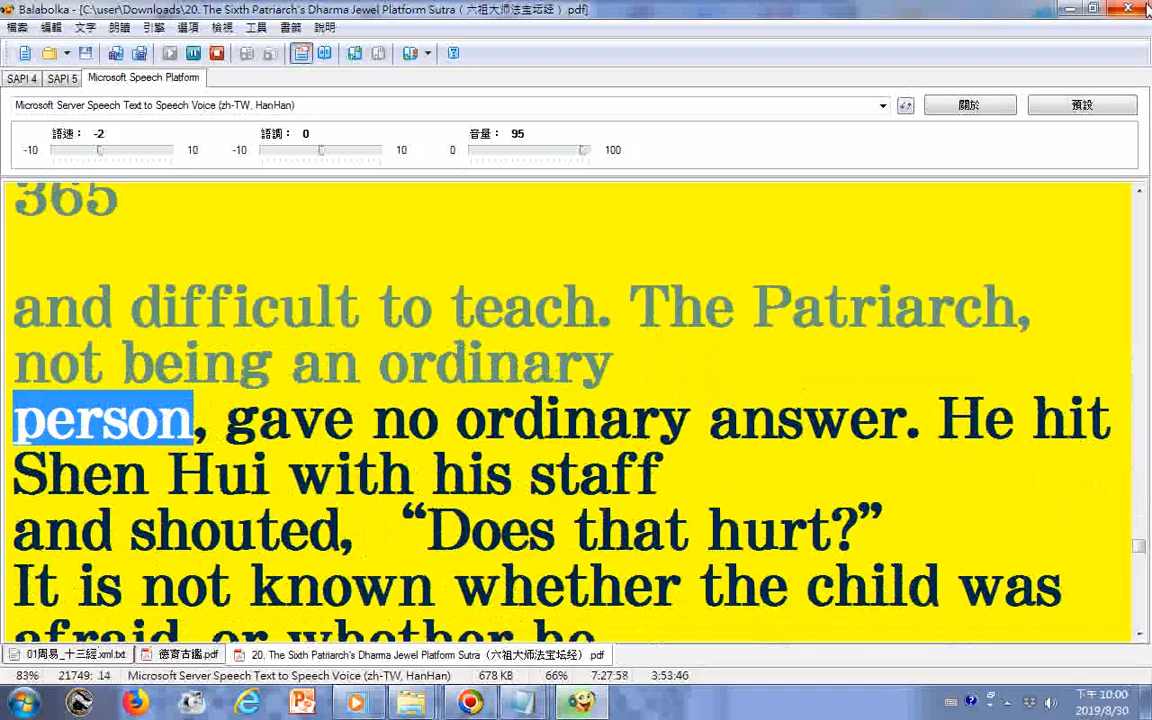 Balabolka - [C:\user\Downloads\20. The Sixth Patriarch's Dharma Jewel Platform Sutra（六祖大师法宝坛经）.pdf]
檔案 編輯 文字 朗讀 引擎 選項 檢視 工具 書籤 說明
SAPI 4 SAPI 5 Microsoft Speech Platform
Microsoft Server Speech Text to Speech Voice (zh-TW, HanHan) 關於 預設
語速： -2 語調： 0 音量： 95
-10 10 -10 10 0 100
365
and difficult to teach. The Patriarch,
not being an ordinary
person, gave no ordinary answer. He hit
Shen Hui with his staff
and shouted, “Does that hurt?”
It is not known whether the child was
afraid, or whether he
01周易_十三經.xml.txt 德育古鑑.pdf 20. The Sixth Patriarch's Dharma Jewel Platform Sutra（六祖大师法宝坛经）.pdf
83% 21749: 14 Microsoft Server Speech Text to Speech Voice (zh-TW, HanHan) 678 KB 66% 7:27:58 3:53:46
下午 10:00
2019/8/30